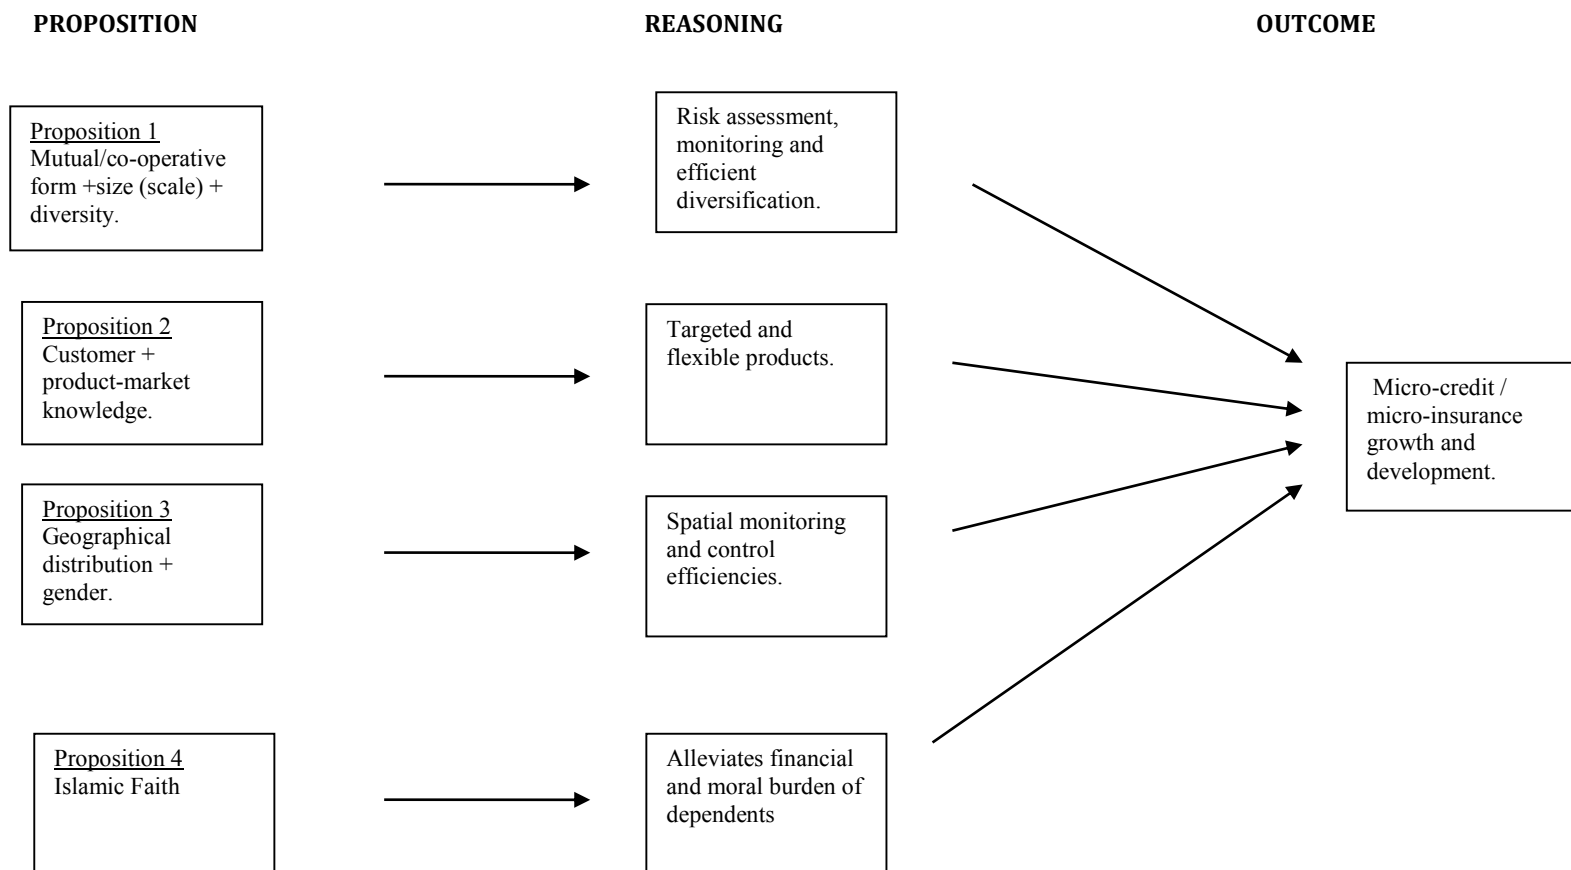 PROPOSITION
REASONING
OUTCOME
Proposition 1
Mutual/co-operative
form +size (scale) +
diversity.
Risk assessment,
monitoring and
efficient
diversification.
Proposition 2
Customer +
product-market
knowledge.
Targeted and
flexible products.
Micro-credit /
micro-insurance
growth and
development.
Proposition 3
Geographical
distribution +
gender.
Spatial monitoring
and control
efficiencies.
Proposition 4
Islamic Faith
Alleviates financial
and moral burden of
dependents